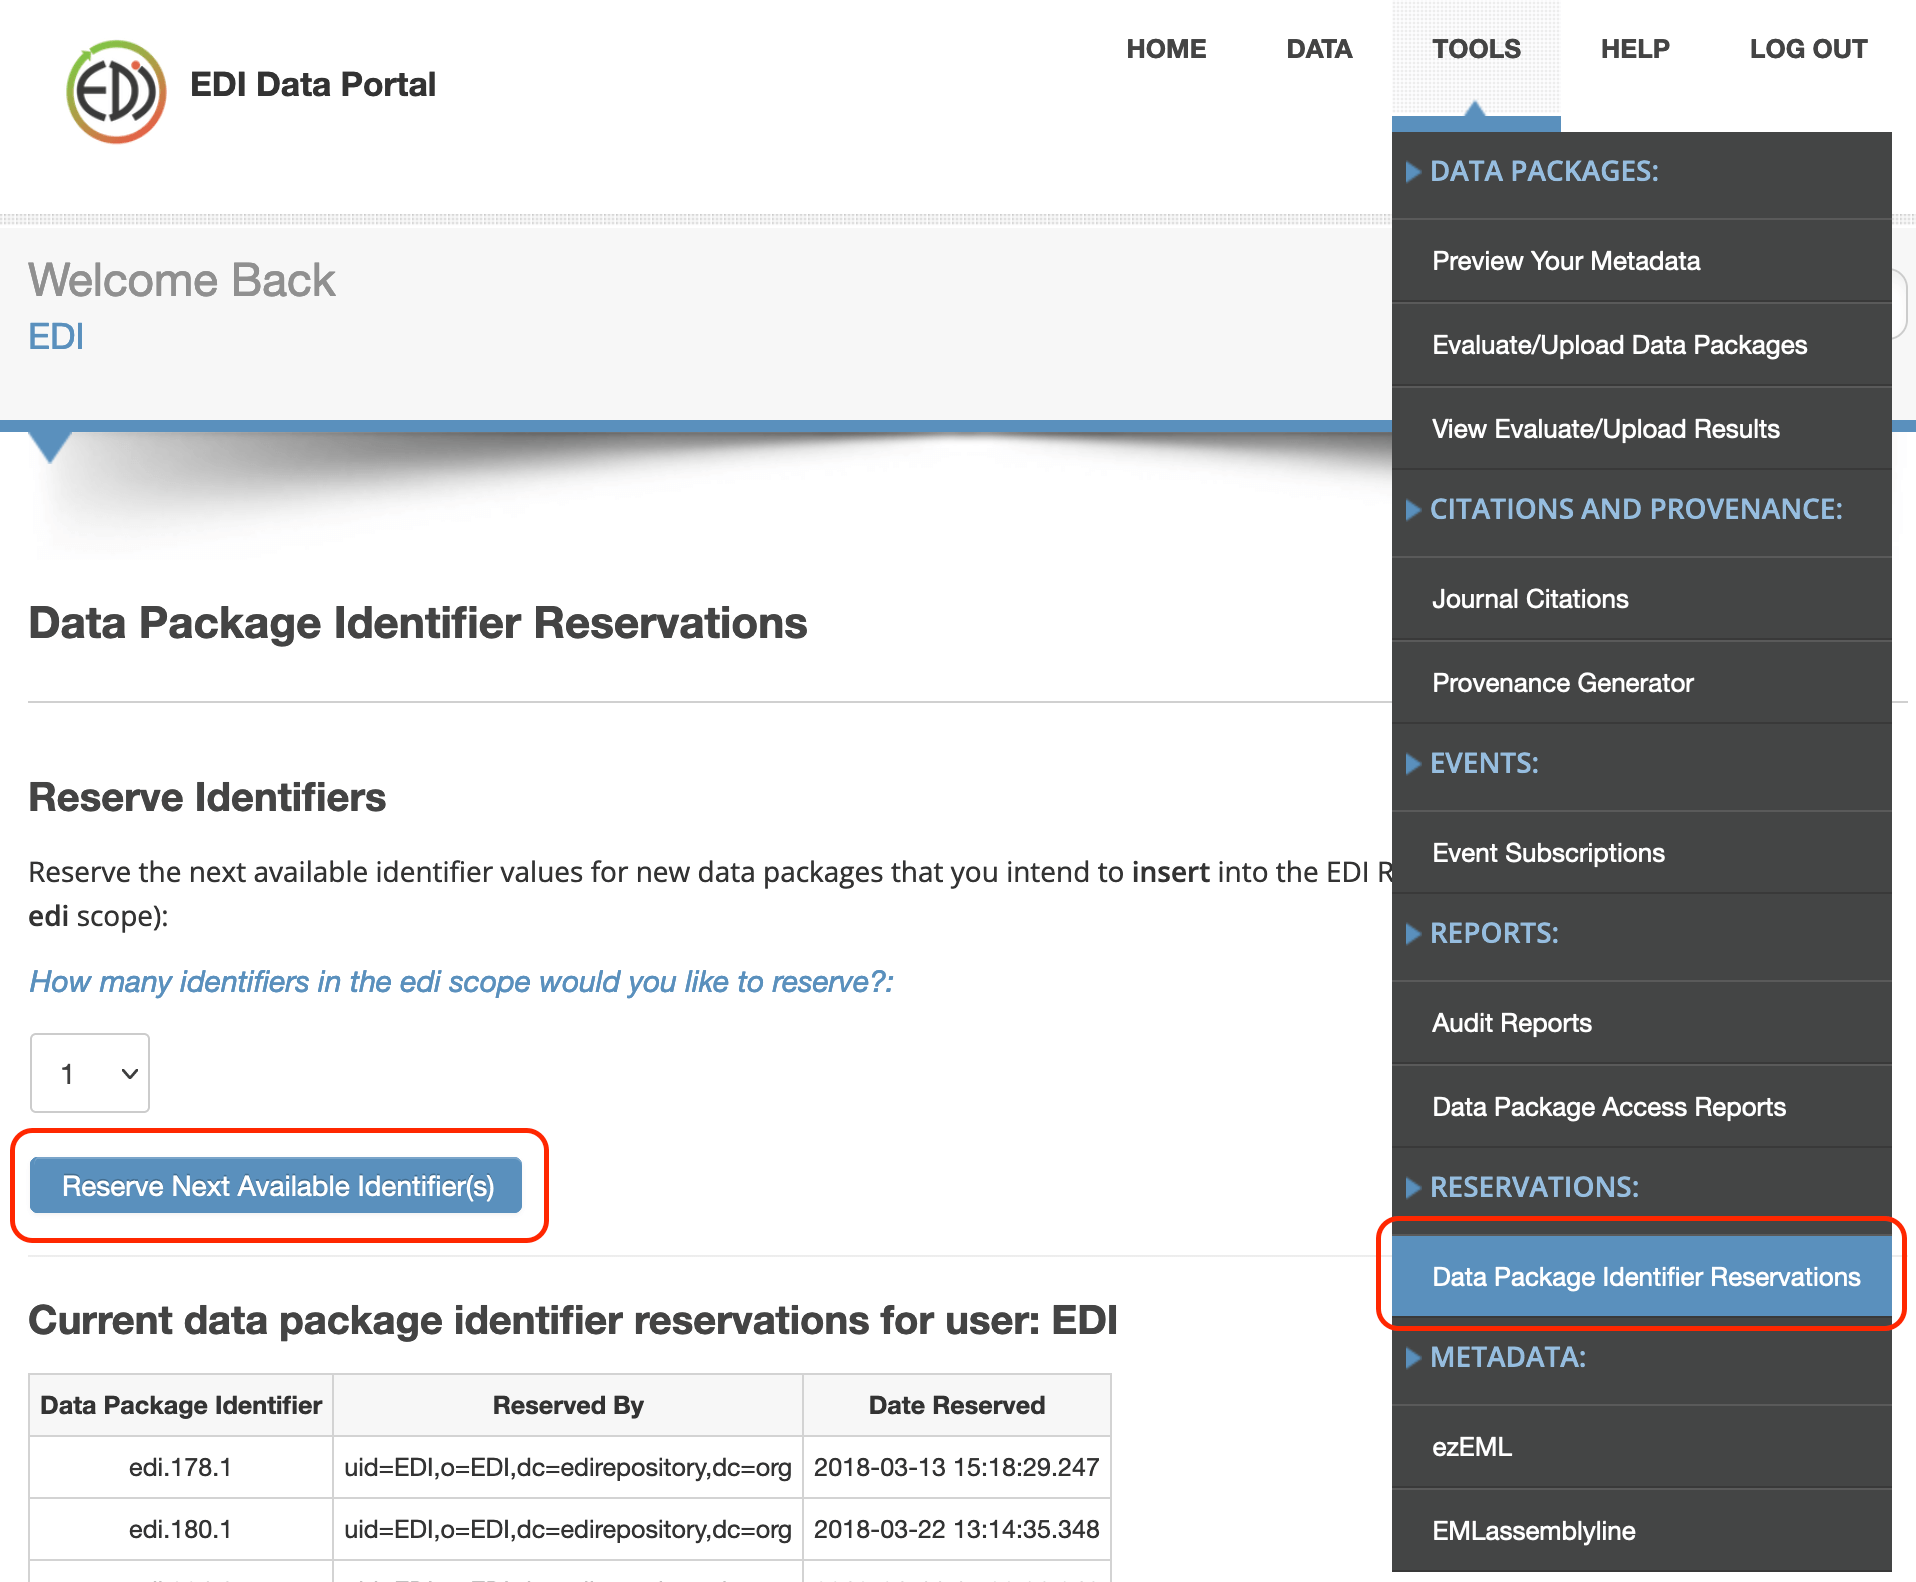 EDI
EDI Data Portal
HOME DATA TOOLS HELP LOG OUT
Welcome Back
EDI
Data Package Identifier Reservations
Reserve Identifiers
Reserve the next available identifier values for new data packages that you intend to insert into the EDI R
edi scope):
How many identifiers in the edi scope would you like to reserve?:
1
Reserve Next Available Identifier(s)
Current data package identifier reservations for user: EDI
Data Package Identifier Reserved By Date Reserved
edi.178.1 uid=EDI,o=EDI,dc=edirepository,dc=org 2018-03-13 15:18:29.247
edi.180.1 uid=EDI,o=EDI,dc=edirepository,dc=org 2018-03-22 13:14:35.348
DATA PACKAGES:
Preview Your Metadata
Evaluate/Upload Data Packages
View Evaluate/Upload Results
CITATIONS AND PROVENANCE:
Journal Citations
Provenance Generator
EVENTS:
Event Subscriptions
REPORTS:
Audit Reports
Data Package Access Reports
RESERVATIONS:
Data Package Identifier Reservations
METADATA:
ezEML
EMLassemblyline